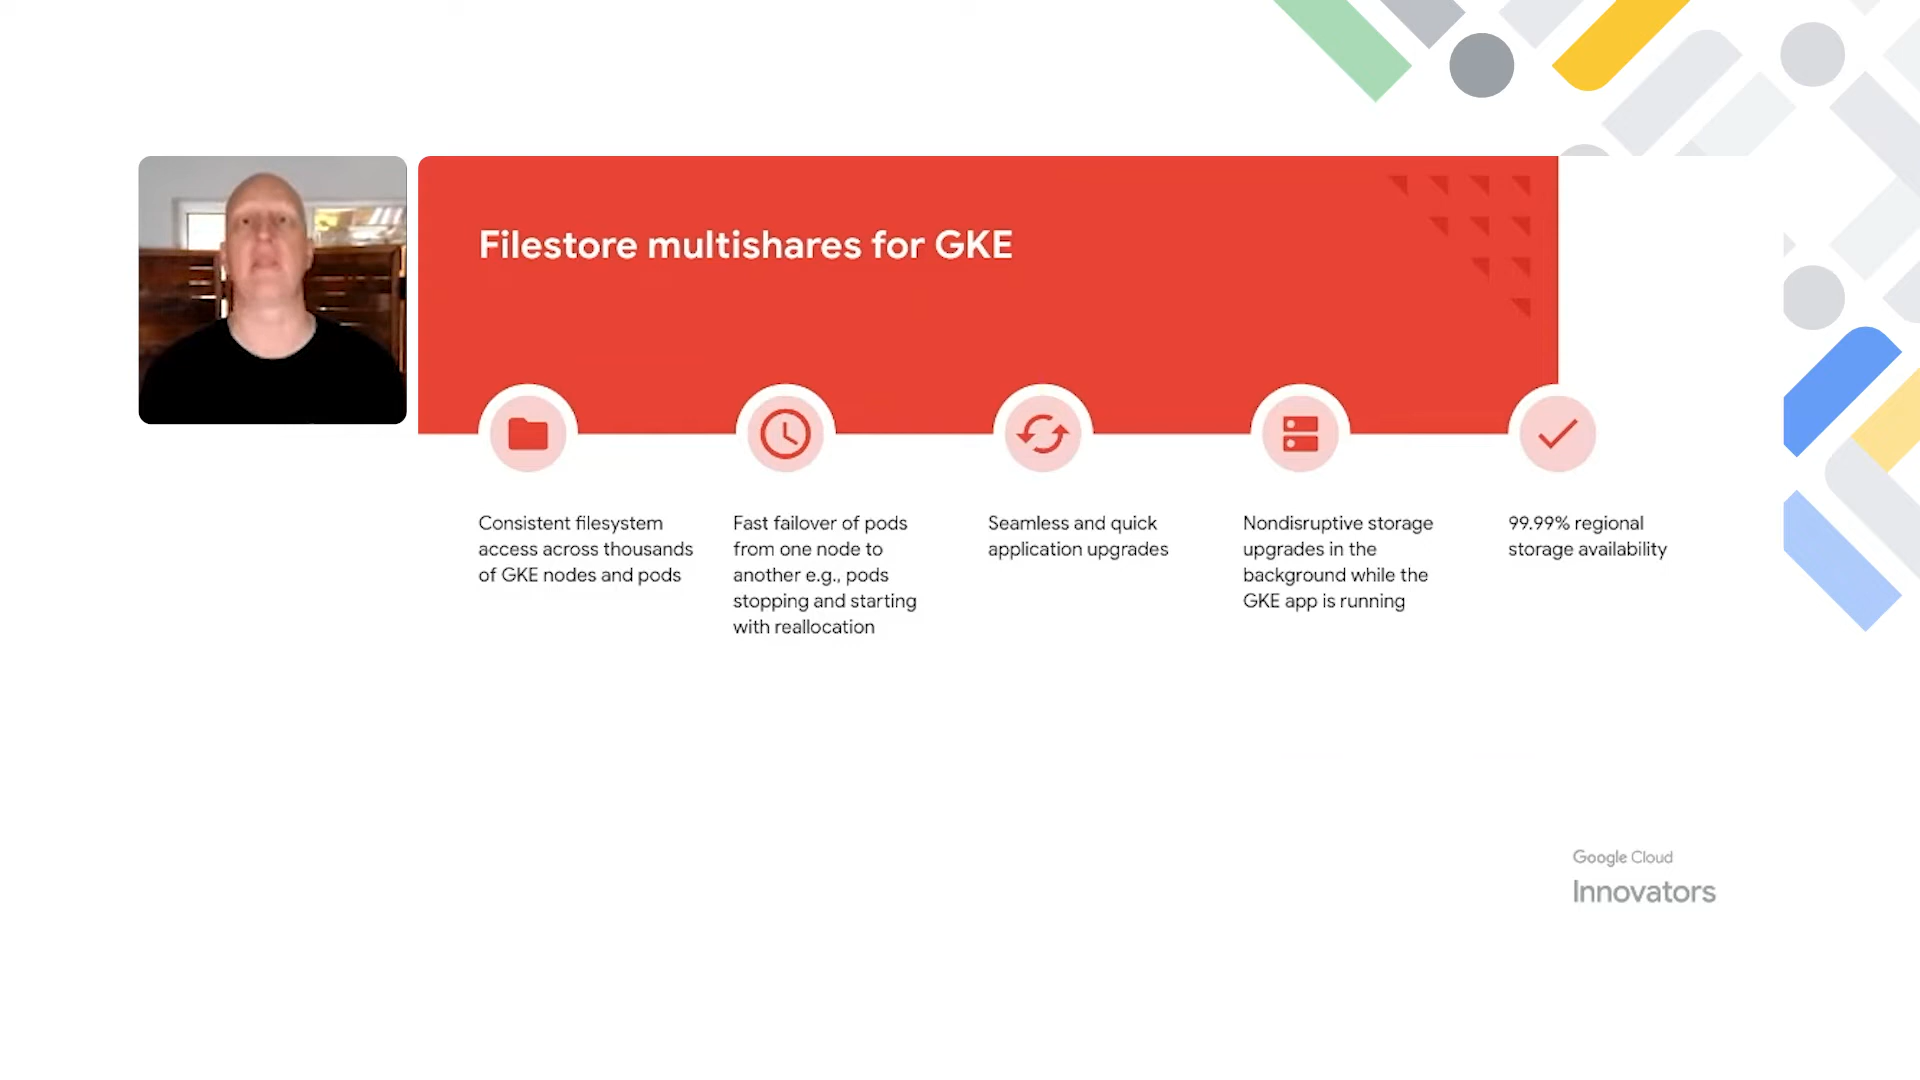 Filestore multishares for GKE
Consistent filesystem
access across thousands
of GKE nodes and pods
Fast failover of pods
from one node to
another e.g., pods
stopping and starting
with reallocation
Seamless and quick
application upgrades
Nondisruptive storage
upgrades in the
background while the
GKE app is running
99.99% regional
storage availability
Google Cloud
Innovators